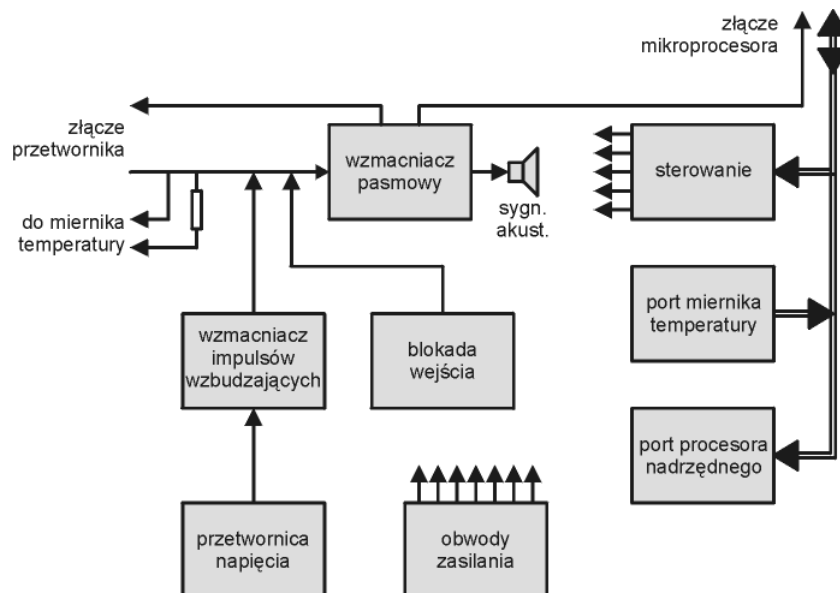 złącze
mikroprocesora
złącze
przetwornika
wzmacniacz
pasmowy
sterowanie
do miernika
temperatury
sygn.
akust.
port miernika
temperatury
wzmacniacz
impulsów
wzbudzających
blokada
wejścia
port procesora
nadrzędnego
przetwornica
napięcia
obwody
zasilania